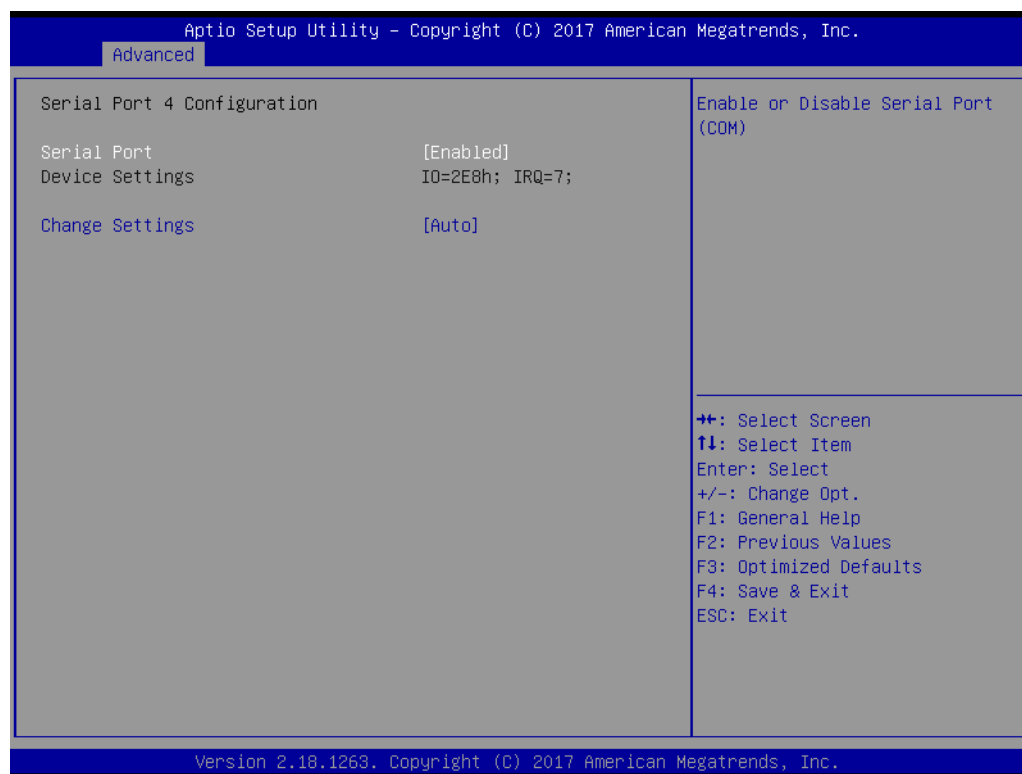 Aptio Setup Utility – Copyright (C) 2017 American Megatrends, Inc.
Advanced
Serial Port 4 Configuration
Serial Port [Enabled]
Device Settings IO=2E8h; IRQ=7;
Change Settings [Auto]
Enable or Disable Serial Port
(COM)
→←: Select Screen
↑↓: Select Item
Enter: Select
+/-: Change Opt.
F1: General Help
F2: Previous Values
F3: Optimized Defaults
F4: Save & Exit
ESC: Exit
Version 2.18.1263. Copyright (C) 2017 American Megatrends, Inc.